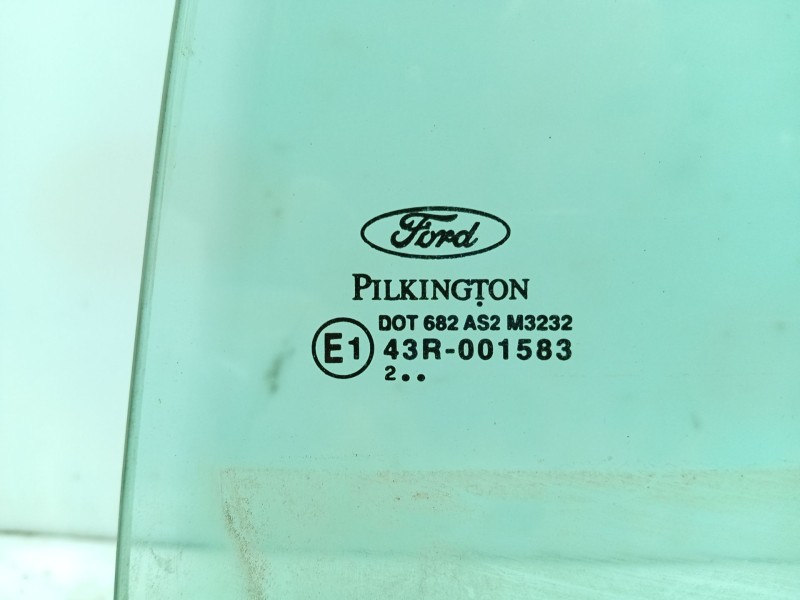 Ford
PILKINGTON
DOT 682 AS2 M3232
E1 43R-001583
2..